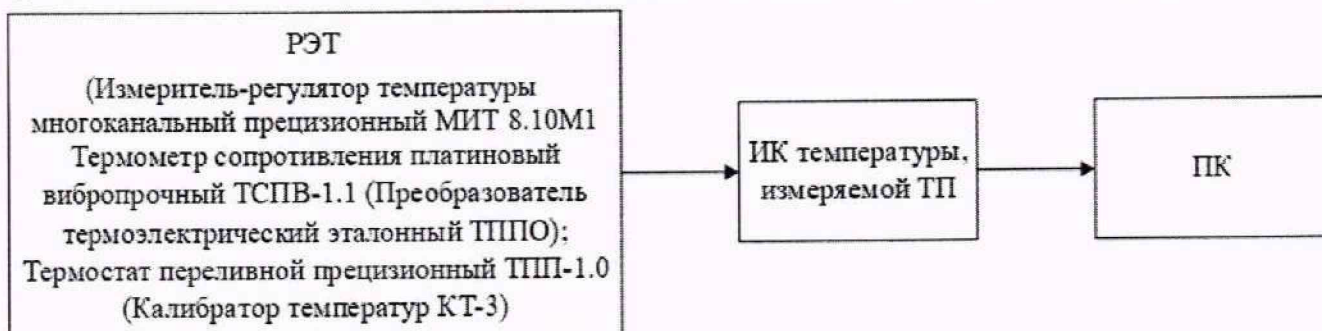 РЭТ
(Измеритель-регулятор температуры
многоканальный прецизионный МИТ 8.10М1
Термометр сопротивления платиновый
вибропрочный ТСПВ-1.1 (Преобразователь
термоэлектрический эталонный ТППО);
Термостат переливной прецизионный ТПП-1.0
(Калибратор температур КТ-3)
ИК температуры,
измеряемой ТП
ПК